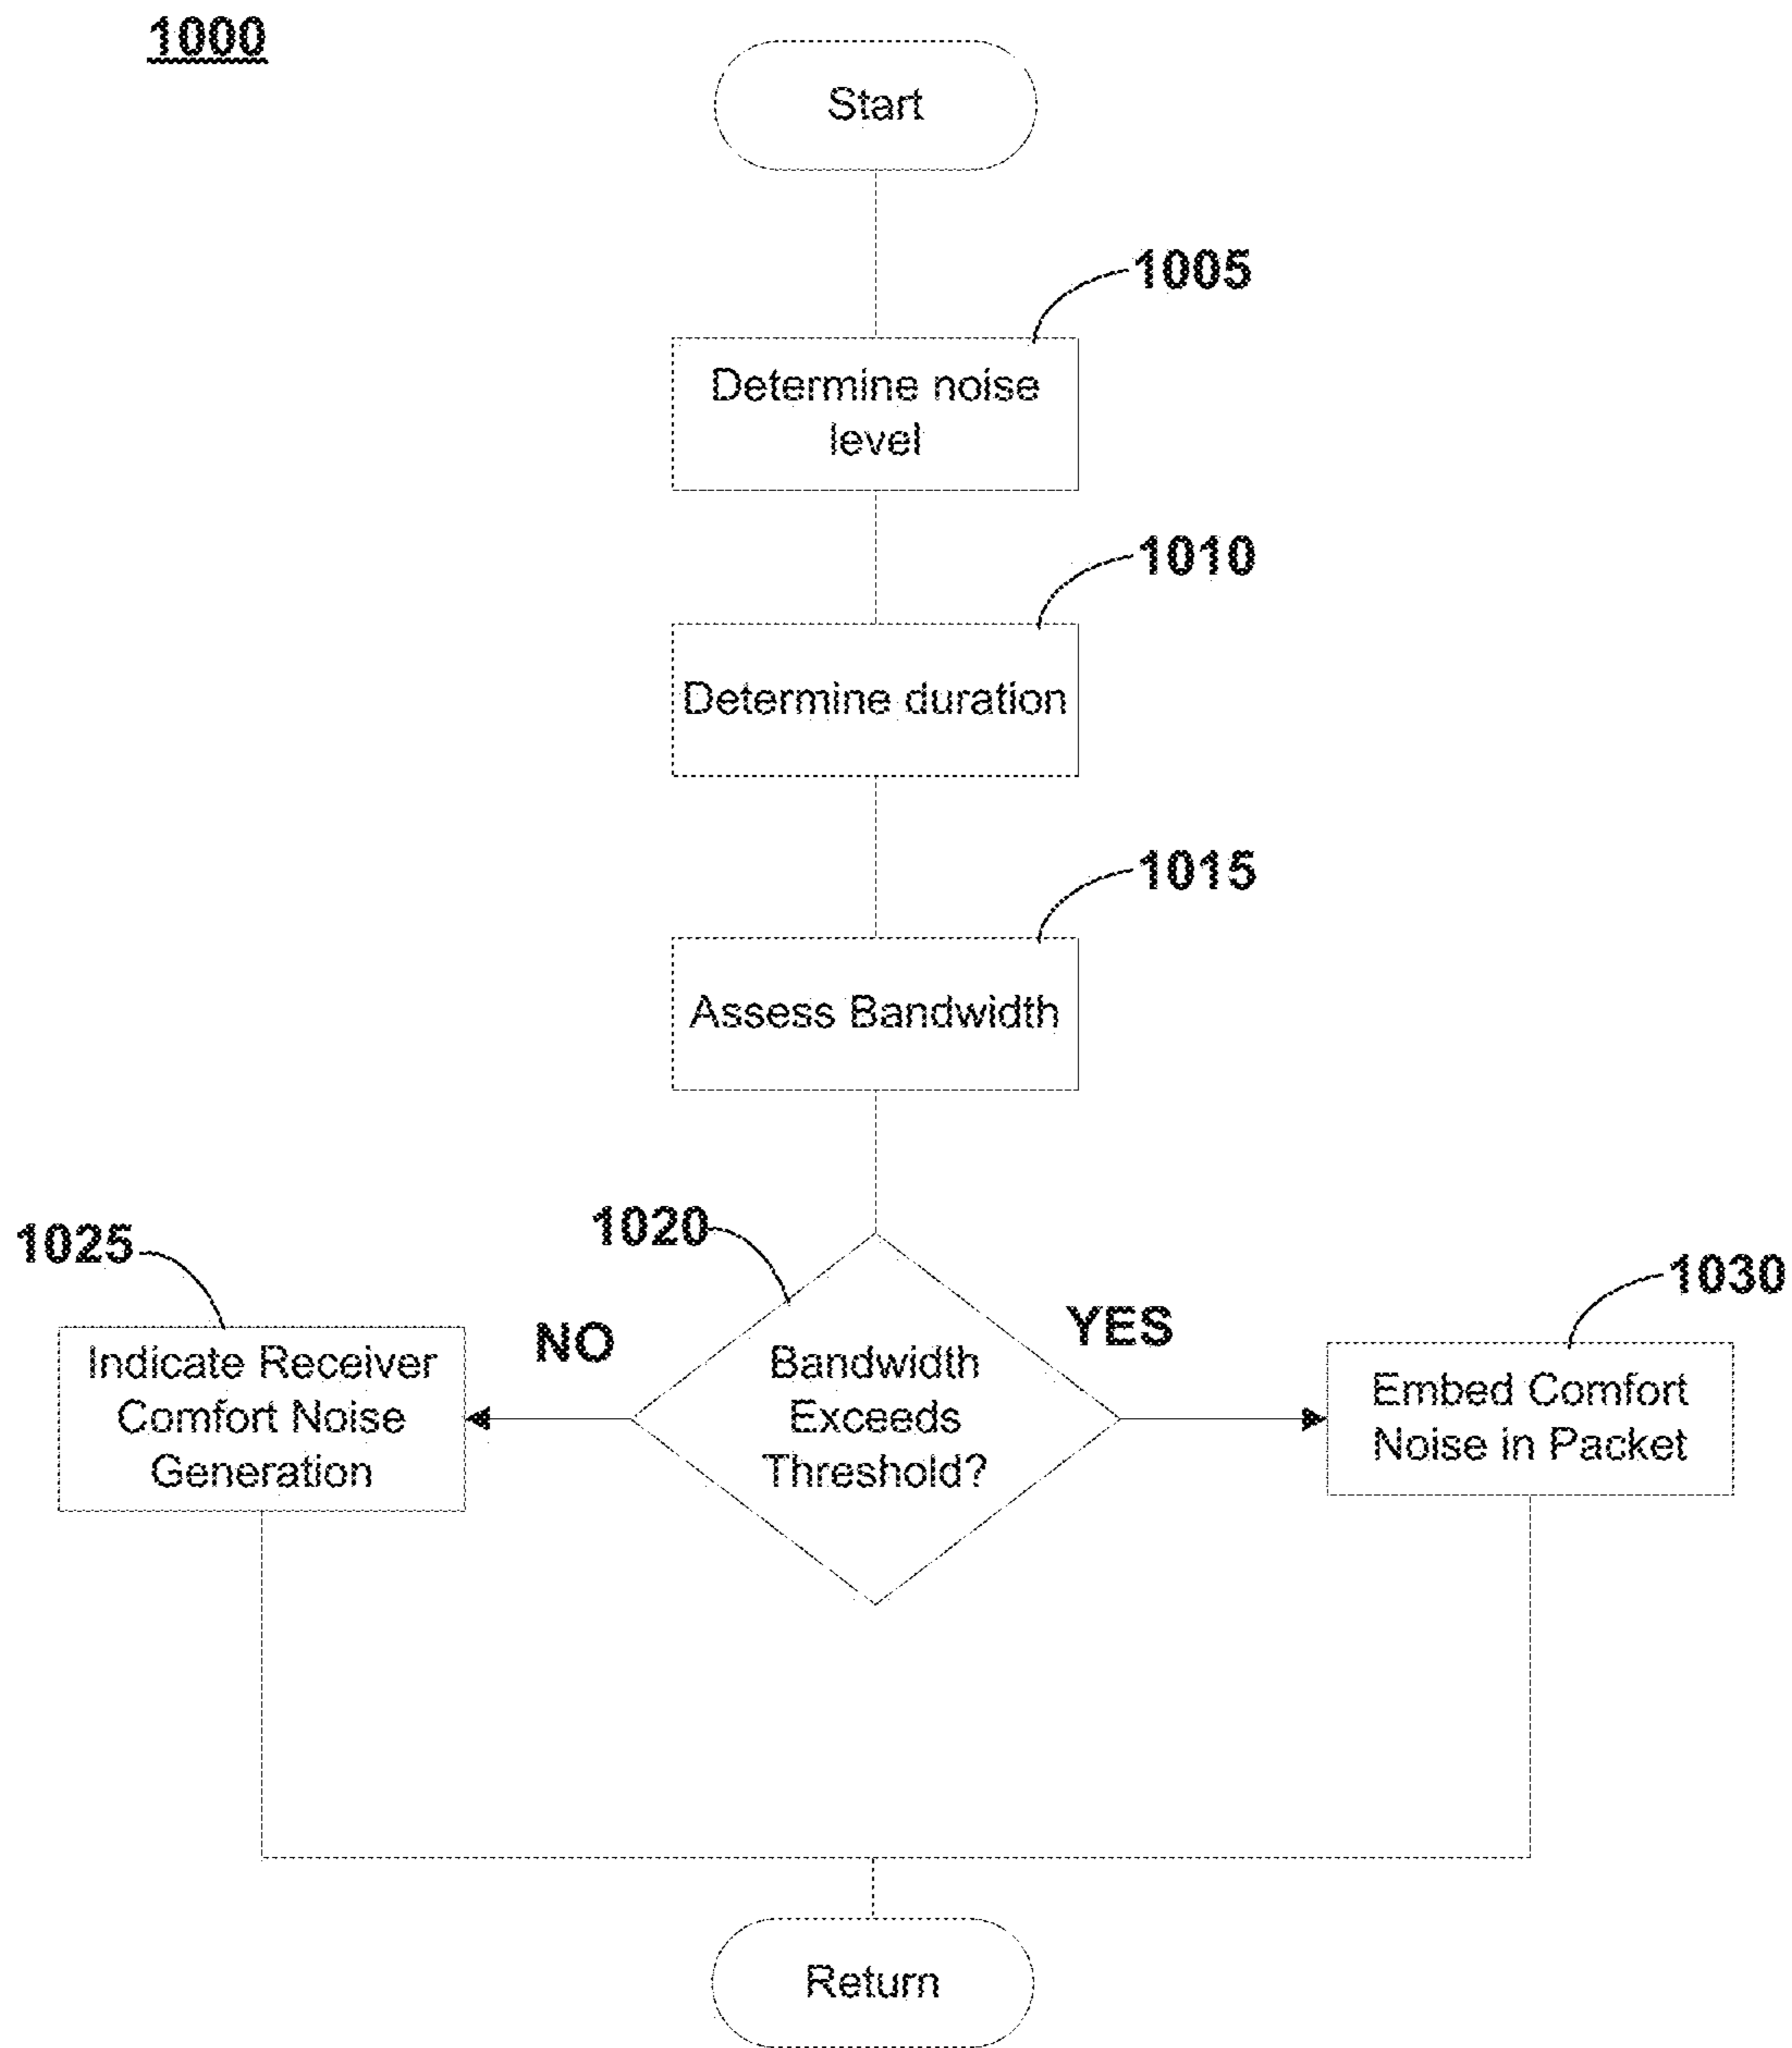 1000
Start
1005
Determine noise
level
1010
Determine duration
1015
Assess Bandwidth
1020
1025
1030
NO
YES
Indicate Receiver
Comfort Noise
Generation
Bandwidth
Exceeds
Threshold?
Embed Comfort
Noise in Packet
Return